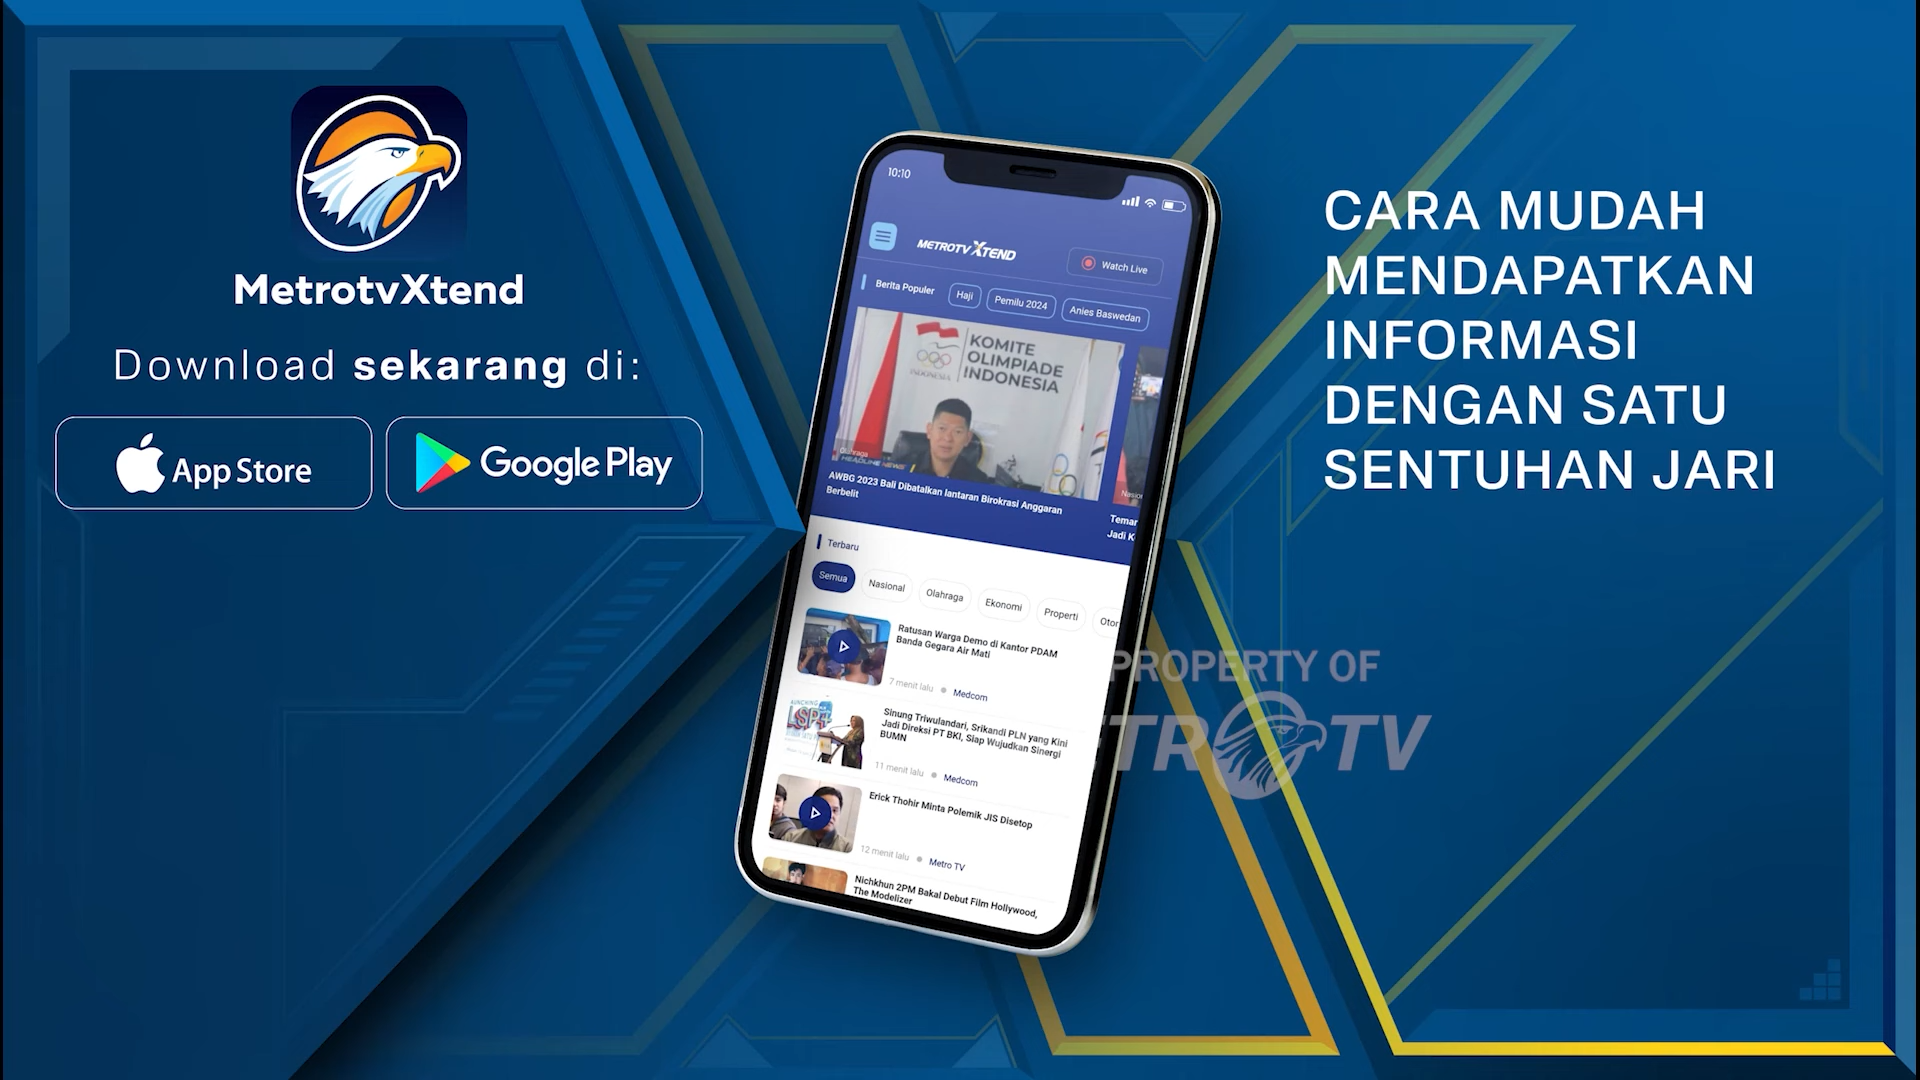 MetrotvXtend
Download sekarang di:
App Store
Google Play
10:10
METROTV XTEND
Watch Live
Berita Populer
Haji
Pemilu 2024
Anies Baswedan
KOMITE
OLIMPIADE
INDONESIA
INDONESIA
Olahraga
HEADLINE NEWS
AWBG 2023 Bali Dibatalkan lantaran Birokrasi Anggaran
Berbelit
Terbaru
Semua
Nasional
Olahraga
Ekonomi
Properti
Ratusan Warga Demo di Kantor PDAM
Banda Gegara Air Mati
7 menit lalu
Medcom
Sinung Triwulandari, Srikandi PLN yang Kini
Jadi Direksi PT BKI, Siap Wujudkan Sinergi
BUMN
11 menit lalu
Medcom
Erick Thohir Minta Polemik JIS Disetop
12 menit lalu
Metro TV
Nichkhun 2PM Bakal Debut Film Hollywood,
The Modelizer
CARA MUDAH
MENDAPATKAN
INFORMASI
DENGAN SATU
SENTUHAN JARI
PROPERTY OF
TV